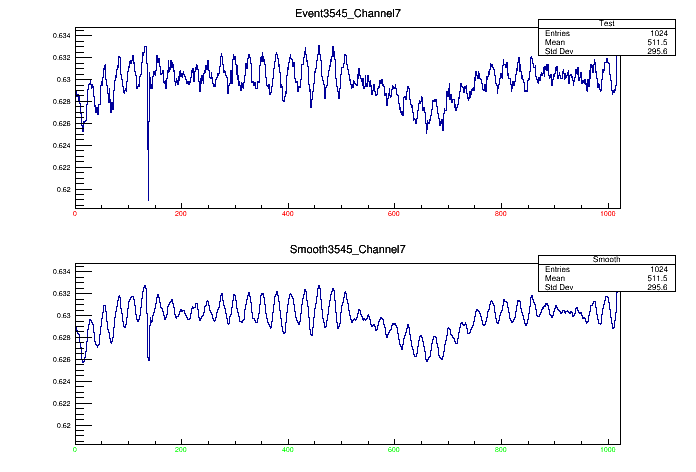 Event3545_Channel7
Test
Entries 1024
Mean 511.5
Std Dev 295.6
0.634
0.632
0.63
0.628
0.626
0.624
0.622
0.62
0 200 400 600 800 1000
Smooth3545_Channel7
Smooth
Entries 1024
Mean 511.5
Std Dev 295.6
0.634
0.632
0.63
0.628
0.626
0.624
0.622
0.62
0 200 400 600 800 1000